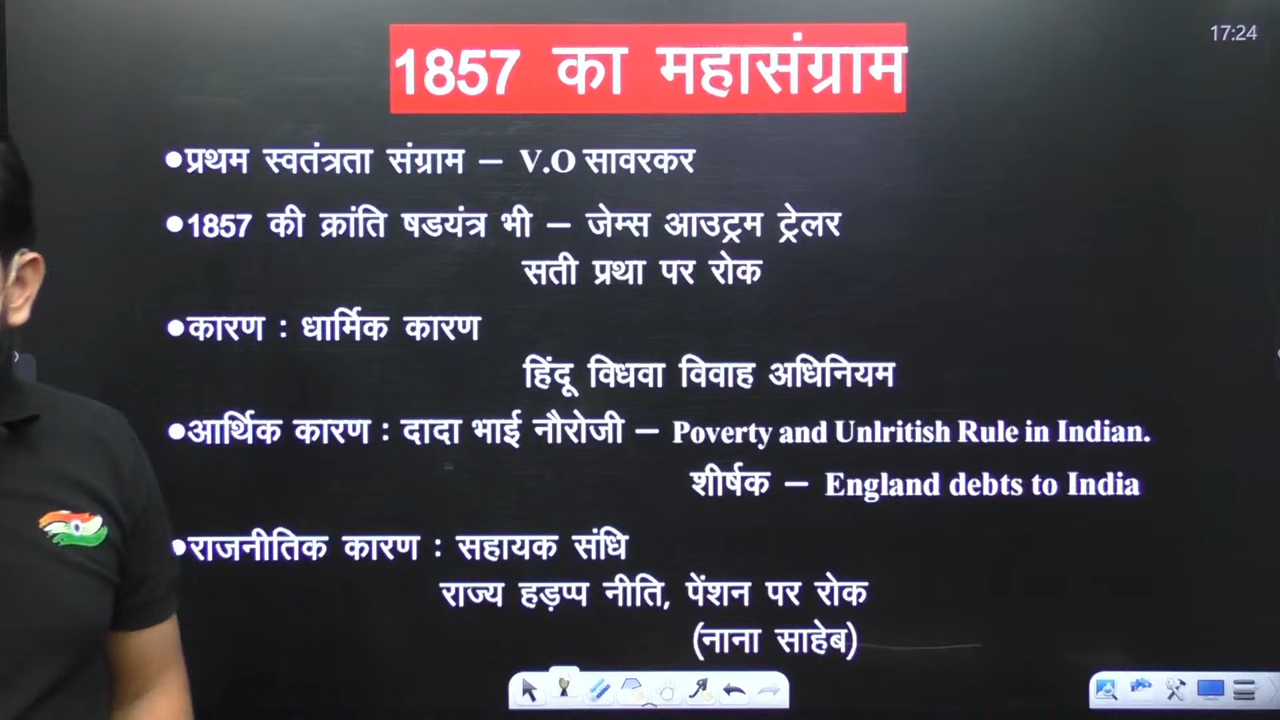 17:24
1857 का महासंग्राम
●प्रथम स्वतंत्रता संग्राम – V.O सावरकर
●1857 की क्रांति षडयंत्र भी – जेम्स आउट्रम ट्रेलर
सती प्रथा पर रोक
●कारण : धार्मिक कारण
हिंदू विधवा विवाह अधिनियम
●आर्थिक कारण : दादा भाई नौरोजी – Poverty and Unlritish Rule in Indian.
शीर्षक – England debts to India
●राजनीतिक कारण : सहायक संधि
राज्य हड़प्प नीति, पेंशन पर रोक
(नाना साहेब)